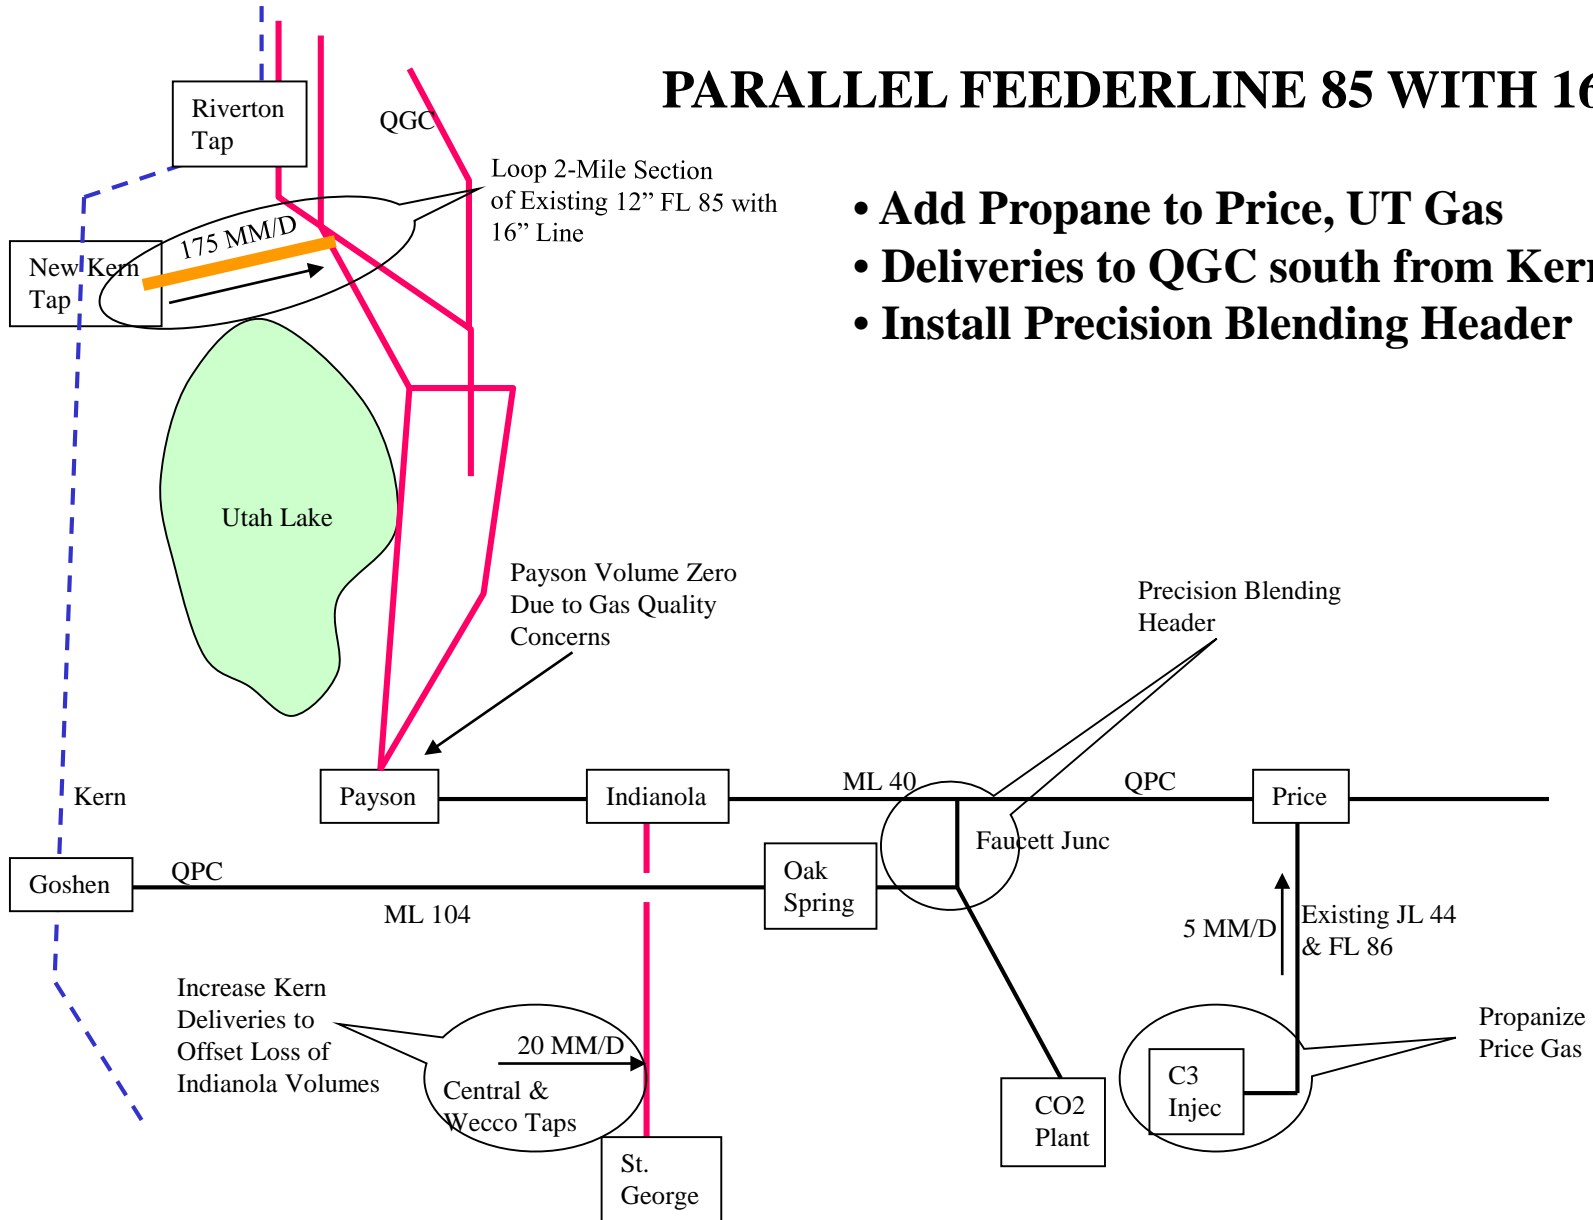 PARALLEL FEEDERLINE 85 WITH 16
• Add Propane to Price, UT Gas
• Deliveries to QGC south from Kern
• Install Precision Blending Header
Riverton
Tap
QGC
Loop 2-Mile Section
of Existing 12” FL 85 with
16” Line
175 MM/D
New Kern
Tap
Utah Lake
Payson Volume Zero
Due to Gas Quality
Concerns
Precision Blending
Header
Kern
Payson
Indianola
ML 40
QPC
Price
Faucett Junc
Goshen
QPC
ML 104
Oak
Spring
5 MM/D
Existing JL 44
& FL 86
Increase Kern
Deliveries to
Offset Loss of
Indianola Volumes
20 MM/D
Central &
Wecco Taps
St.
George
CO2
Plant
C3
Injec
Propanize
Price Gas